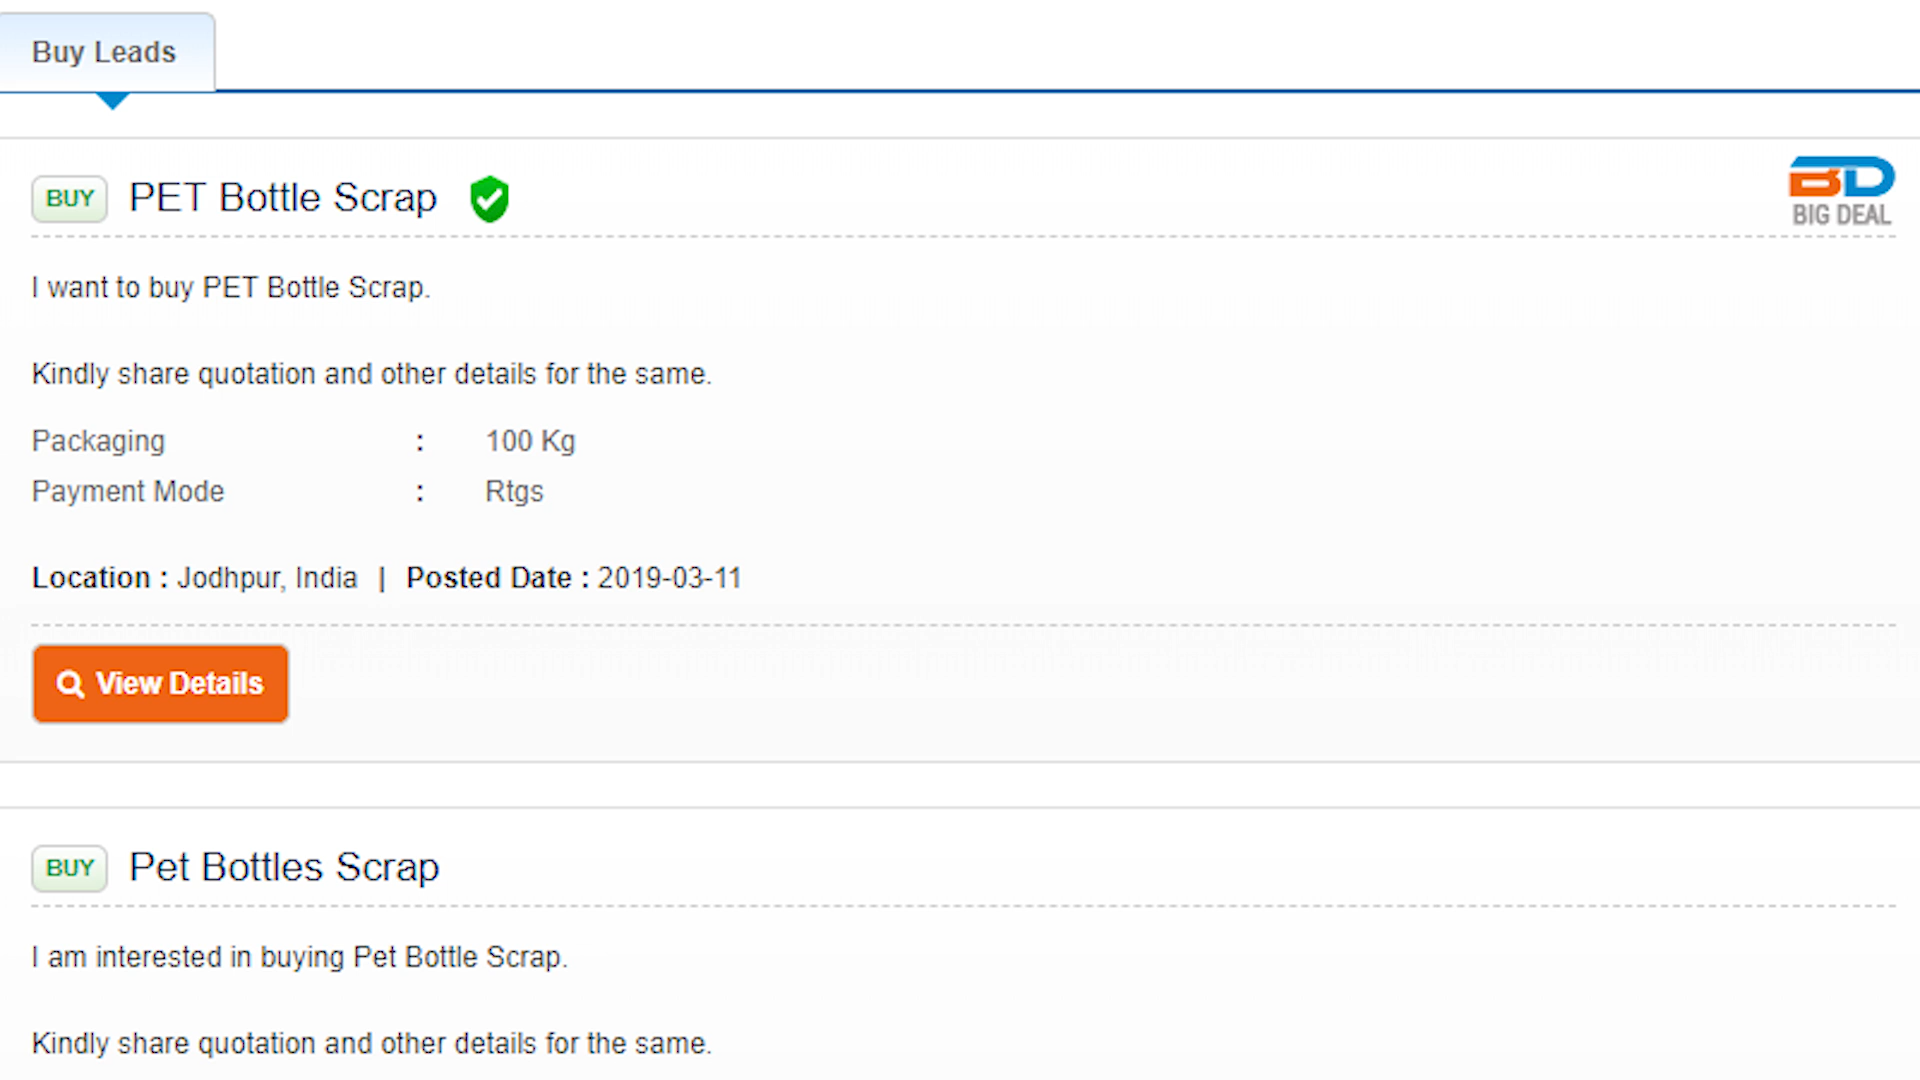 Buy Leads
BUY PET Bottle Scrap
BD
BIG DEAL
I want to buy PET Bottle Scrap.
Kindly share quotation and other details for the same.
Packaging : 100 Kg
Payment Mode : Rtgs
Location : Jodhpur, India | Posted Date : 2019-03-11
View Details
BUY Pet Bottles Scrap
I am interested in buying Pet Bottle Scrap.
Kindly share quotation and other details for the same.